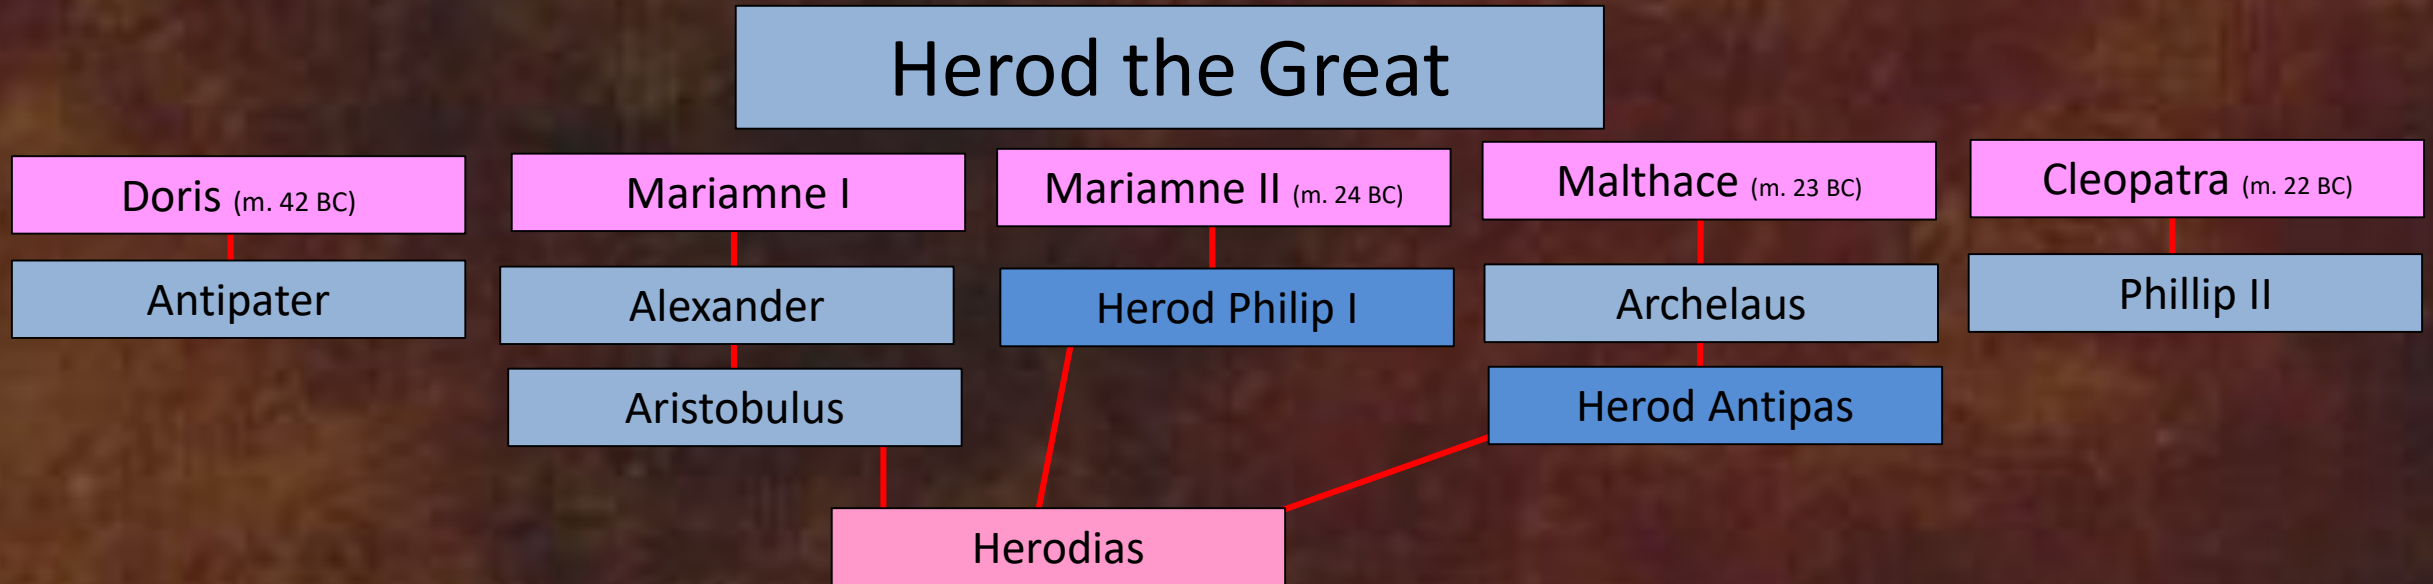 Herod the Great
Doris (m. 42 BC)
Mariamne I
Mariamne II (m. 24 BC)
Malthace (m. 23 BC)
Cleopatra (m. 22 BC)
Antipater
Alexander
Herod Philip I
Archelaus
Phillip II
Aristobulus
Herod Antipas
Herodias